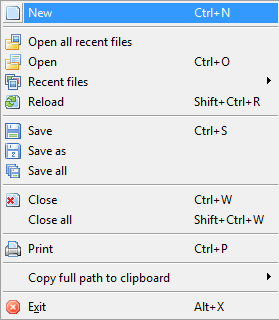 New Ctrl+N
Open all recent files
Open Ctrl+O
Recent files
Reload Shift+Ctrl+R
Save Ctrl+S
Save as
Save all
Close Ctrl+W
Close all Shift+Ctrl+W
Print Ctrl+P
Copy full path to clipboard
Exit Alt+X